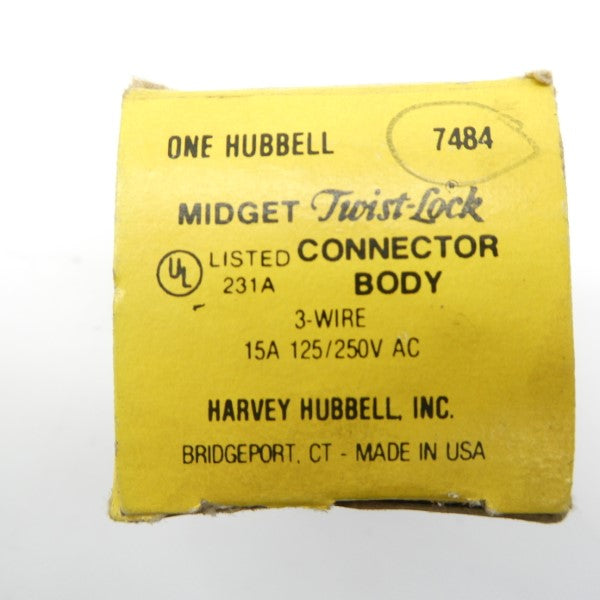 ONE HUBBELL 7484
MIDGET Twist-Lock
UL LISTED CONNECTOR
231A BODY
3-WIRE
15A 125/250V AC
HARVEY HUBBELL, INC.
BRIDGEPORT, CT - MADE IN USA